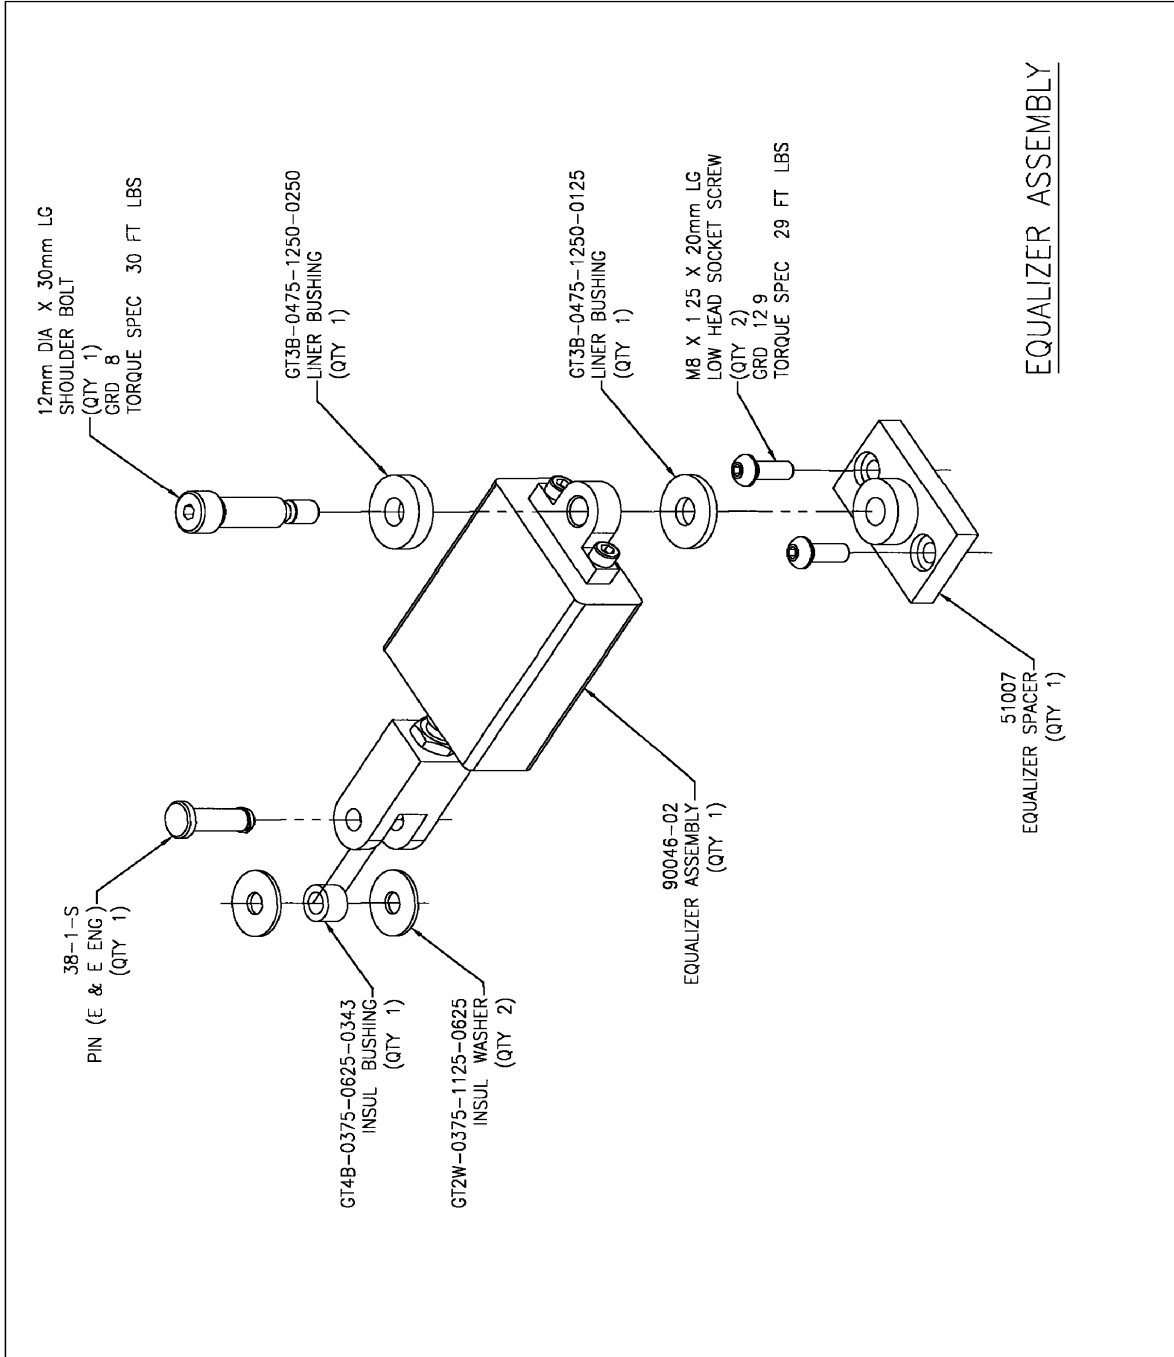 12mm DIA X 30mm LG
SHOULDER BOLT
(QTY 1)
GRD 8
TORQUE SPEC 30 FT LBS
GT3B-0475-1250-0250
LINER BUSHING
(QTY 1)
GT3B-0475-1250-0125
LINER BUSHING
(QTY 1)
M8 X 1 25 X 20mm LG
LOW HEAD SOCKET SCREW
(QTY 2)
GRD 12 9
TORQUE SPEC 29 FT LBS
38-1-S
PIN (E & E ENG)
(QTY 1)
GT4B-0375-0625-0343
INSUL BUSHING
(QTY 1)
GT2W-0375-1125-0625
INSUL WASHER
(QTY 2)
90046-02
EQUALIZER ASSEMBLY
(QTY 1)
51007
EQUALIZER SPACER
(QTY 1)
EQUALIZER ASSEMBLY